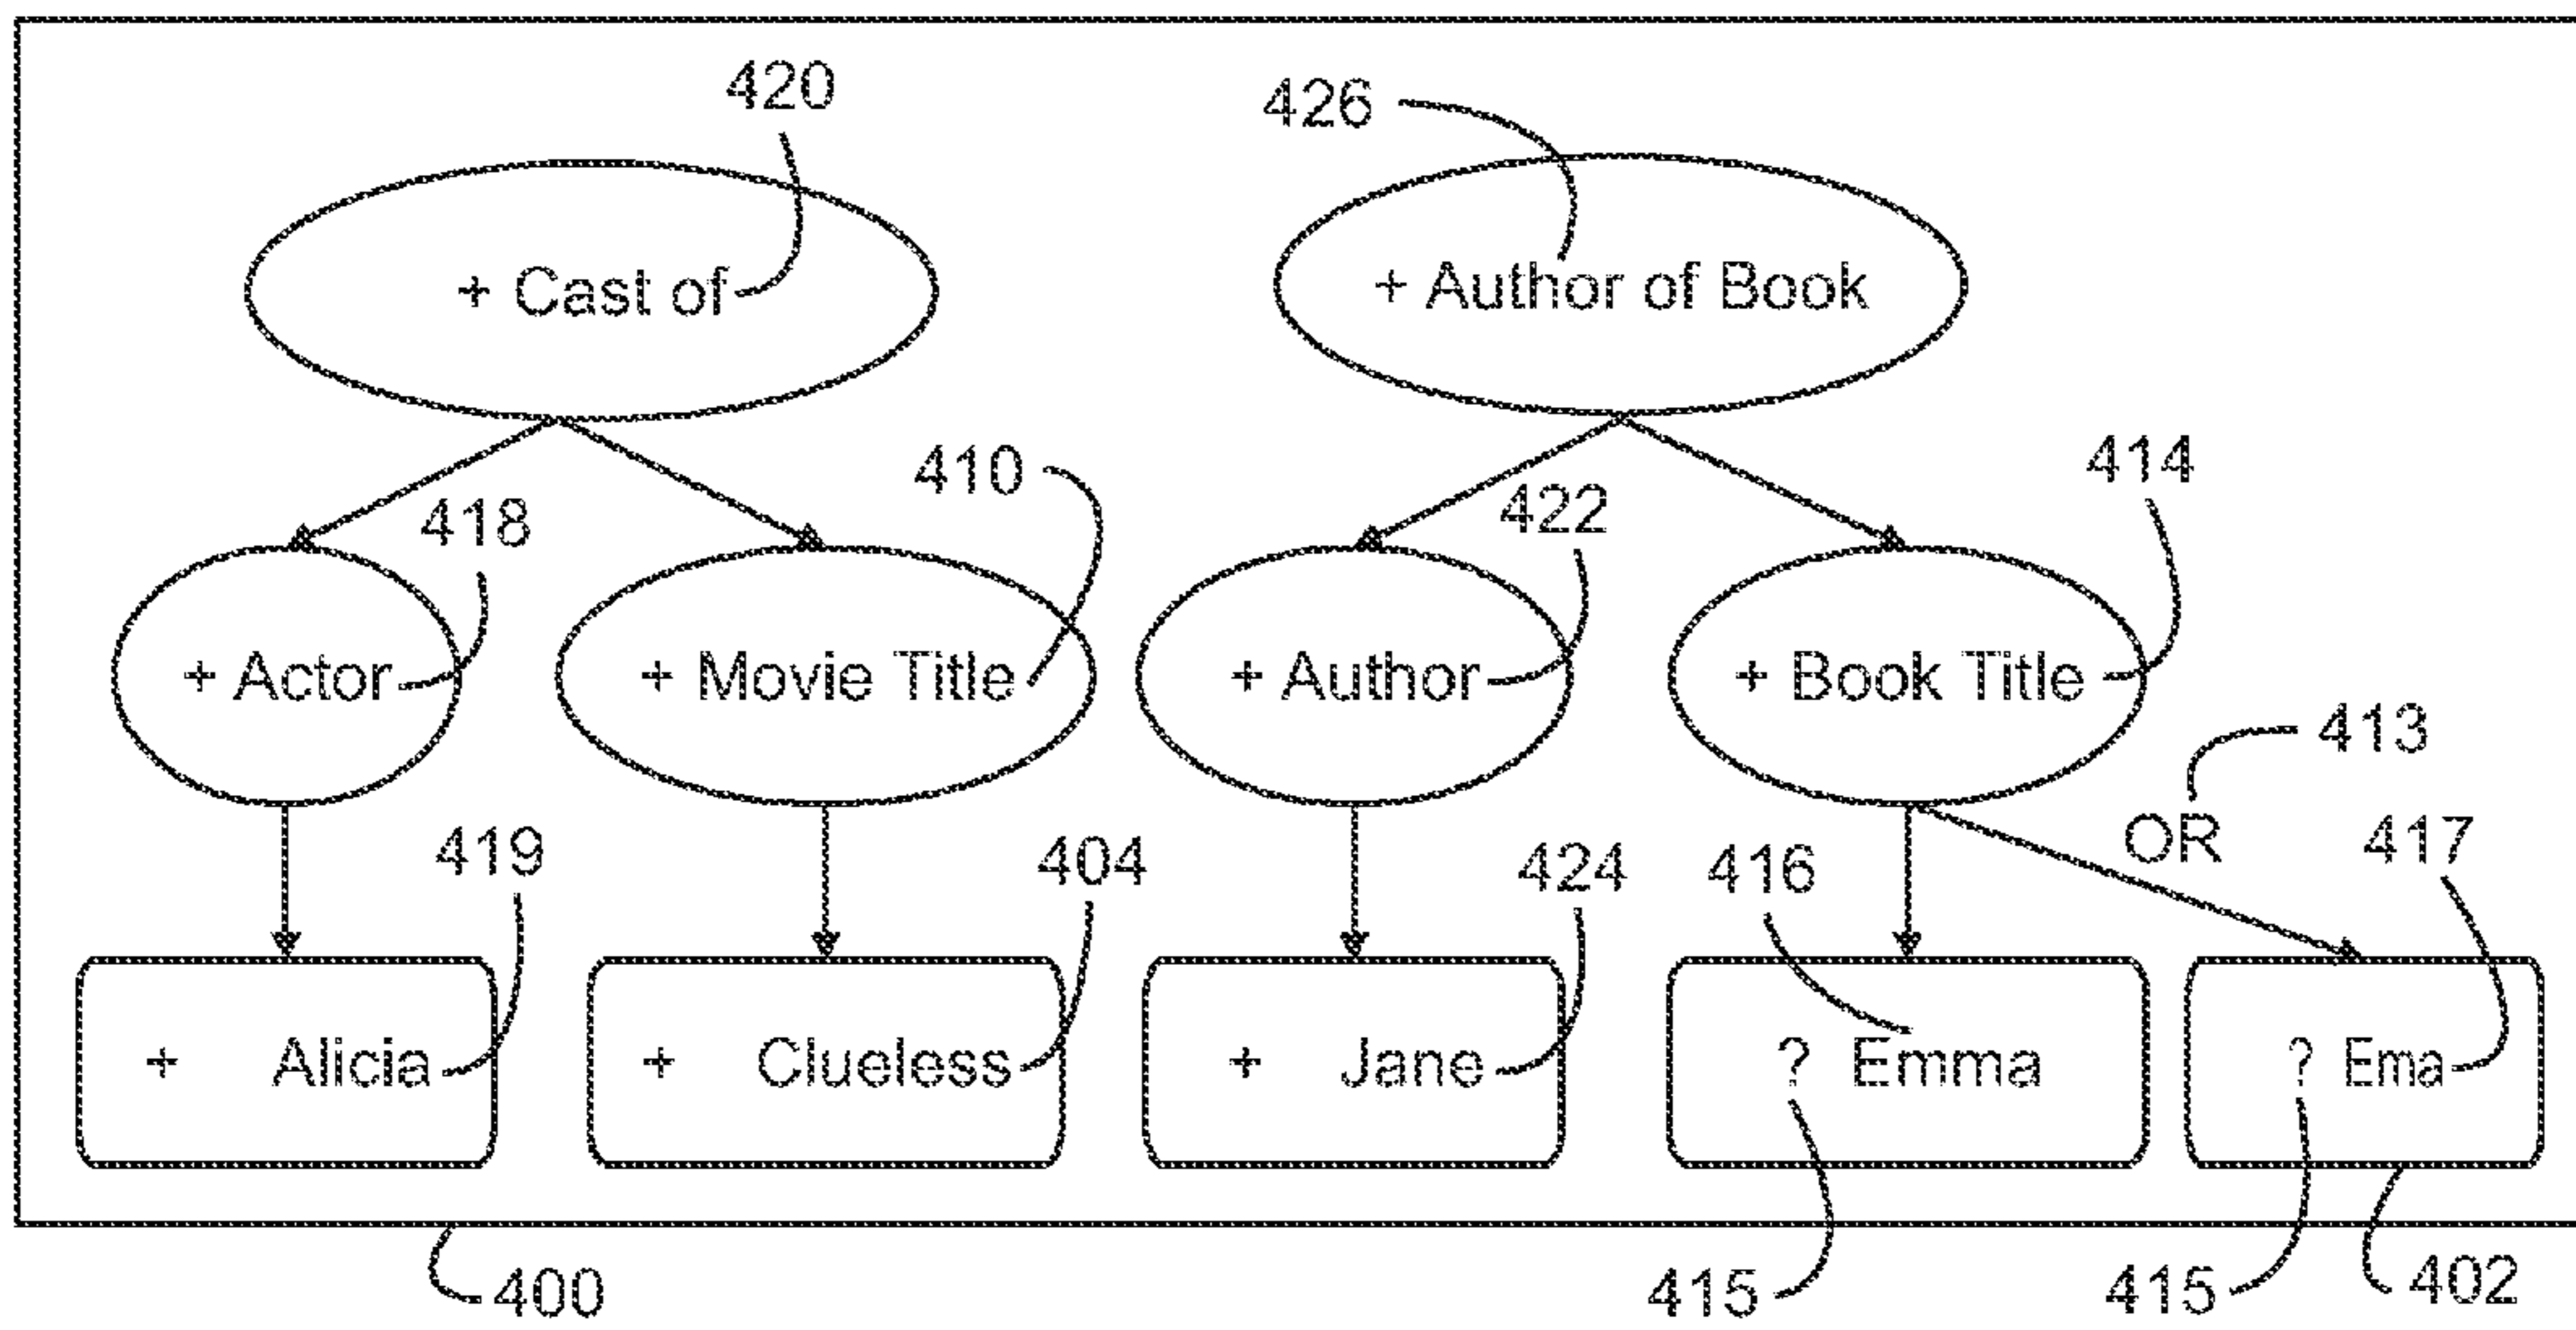 420
426
+ Cast of
+ Author of Book
410
414
418
422
+ Actor
+ Movie Title
+ Author
+ Book Title
413
OR
419
404
424
416
417
+ Alicia
+ Clueless
+ Jane
? Emma
? Ema
400
415
415
402